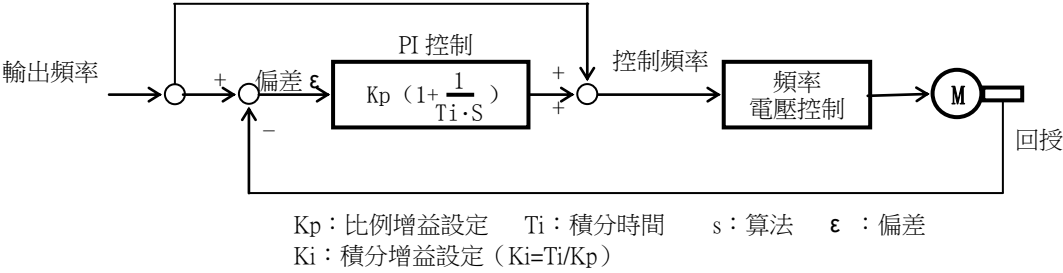 PI 控制
輸出頻率
+
偏差 ε
Kp（1+ 1
Ti·S ）
+
+
控制頻率
頻率
電壓控制
M
−
回授
Kp：比例增益設定 Ti：積分時間 s：算法 ε ：偏差
Ki：積分增益設定（Ki=Ti/Kp）